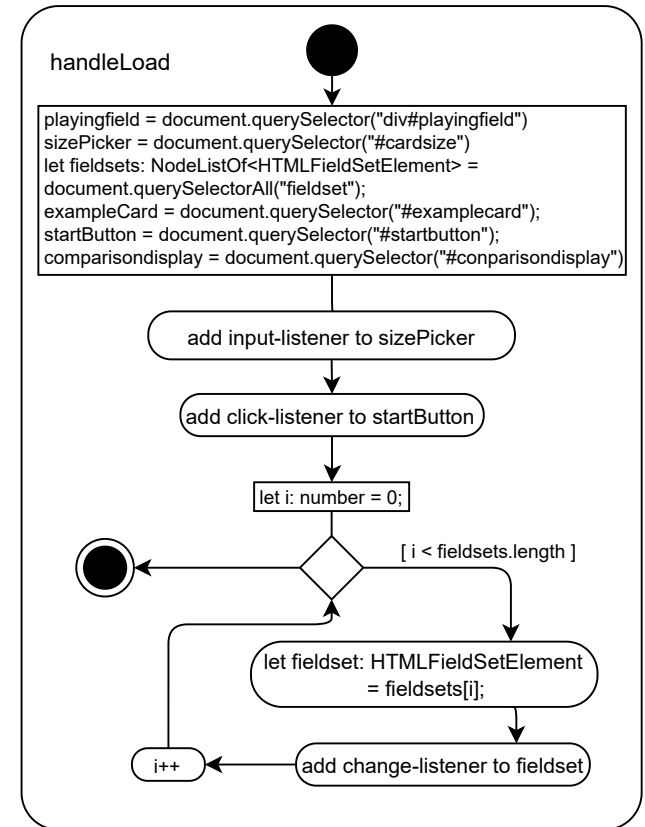 handleLoad
playingfield = document.querySelector("div#playingfield")
sizePicker = document.querySelector("#cardsize")
let fieldsets: NodeListOf<HTMLFieldSetElement> =
document.querySelectorAll("fieldset");
exampleCard = document.querySelector("#examplecard");
startButton = document.querySelector("#startbutton");
comparisondisplay = document.querySelector("#conparisondisplay")
add input-listener to sizePicker
add click-listener to startButton
let i: number = 0;
[ i < fieldsets.length ]
let fieldset: HTMLFieldSetElement
= fieldsets[i];
add change-listener to fieldset
i++